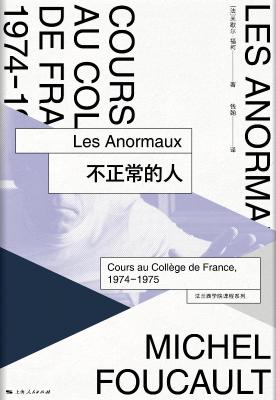 COURS
AU COL
DE FRA
1974-19
LES ANORMA
[法]米歇尔·福柯 —— 著
钱翰 —— 译
Les Anormaux
不正常的人
Cours au Collège de France,
1974-1975
法兰西学院课程系列
MICHEL
FOUCAULT
上海人民出版社